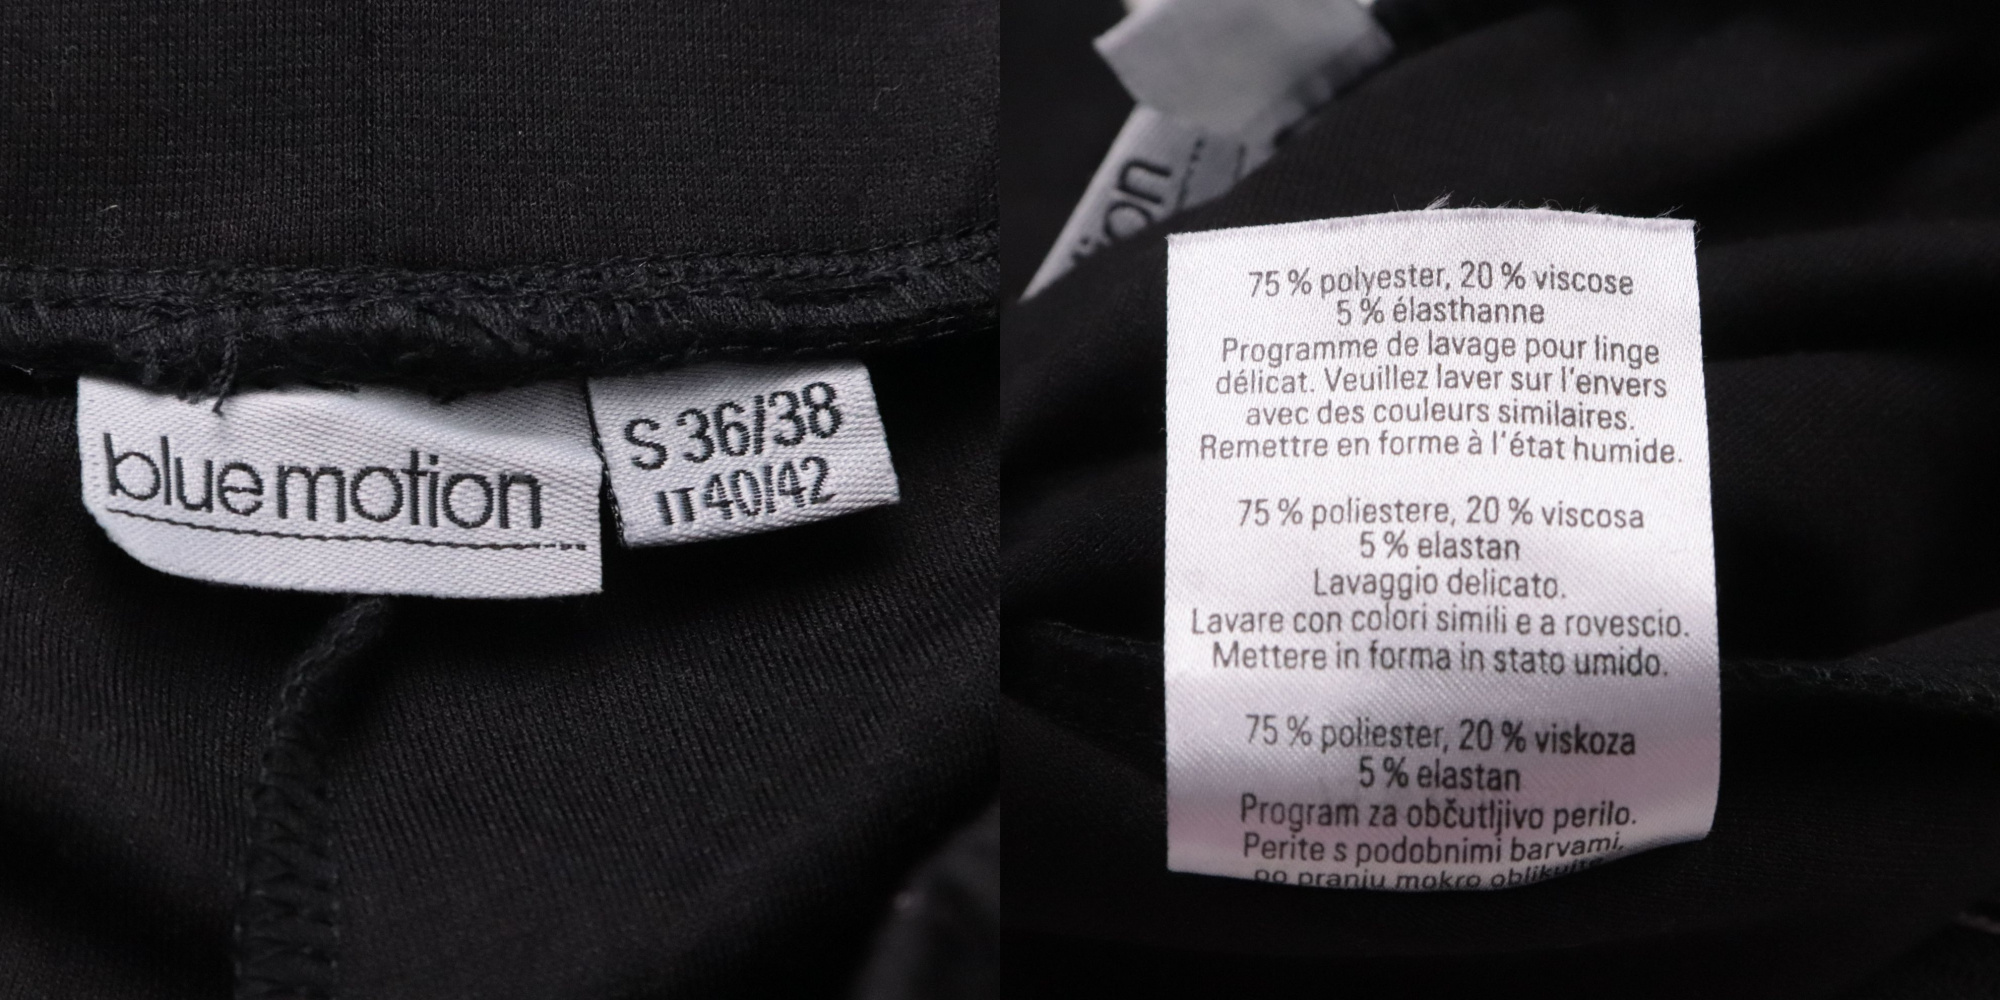 blue motion
S 36/38
IT 40/42
75 % polyester, 20 % viscose
5 % élasthanne
Programme de lavage pour linge
délicat. Veuillez laver sur l'envers
avec des couleurs similaires.
Remettre en forme à l'état humide.
75 % poliestere, 20 % viscosa
5 % elastan
Lavaggio delicato.
Lavare con colori simili e a rovescio.
Mettere in forma in stato umido.
75 % poliester, 20 % viskoza
5 % elastan
Program za občutljivo perilo.
Perite s podobnimi barvami,
po pranju mokro